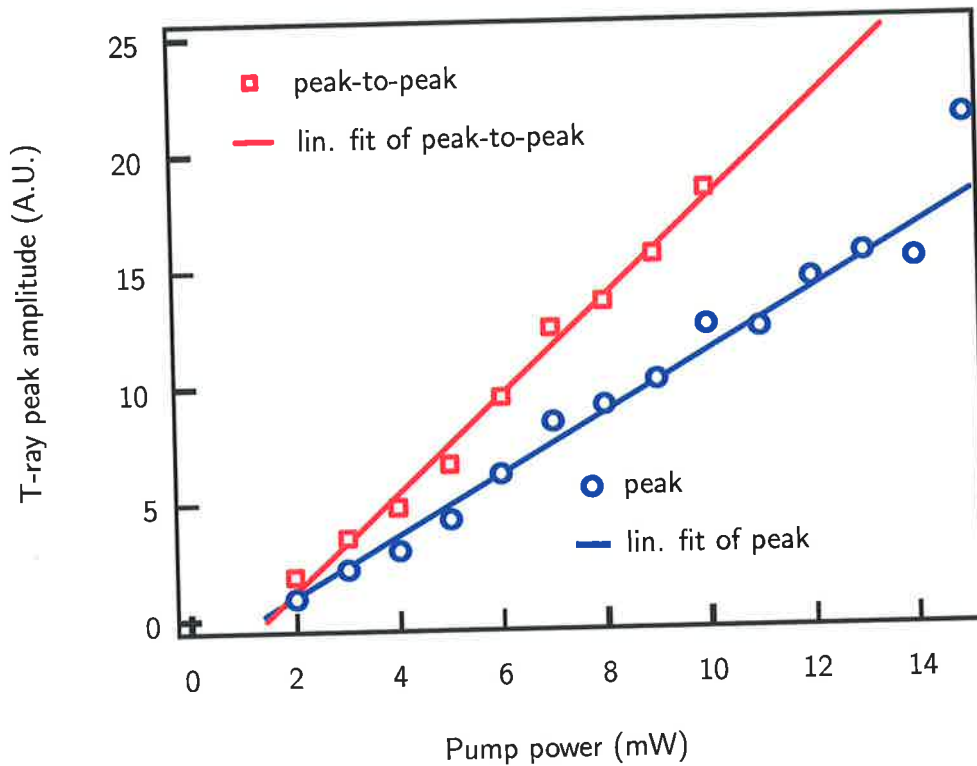 25
20
15
10
5
0
T-ray peak amplitude (A.U.)
peak-to-peak
lin. fit of peak-to-peak
peak
lin. fit of peak
0 2 4 6 8 10 12 14
Pump power (mW)